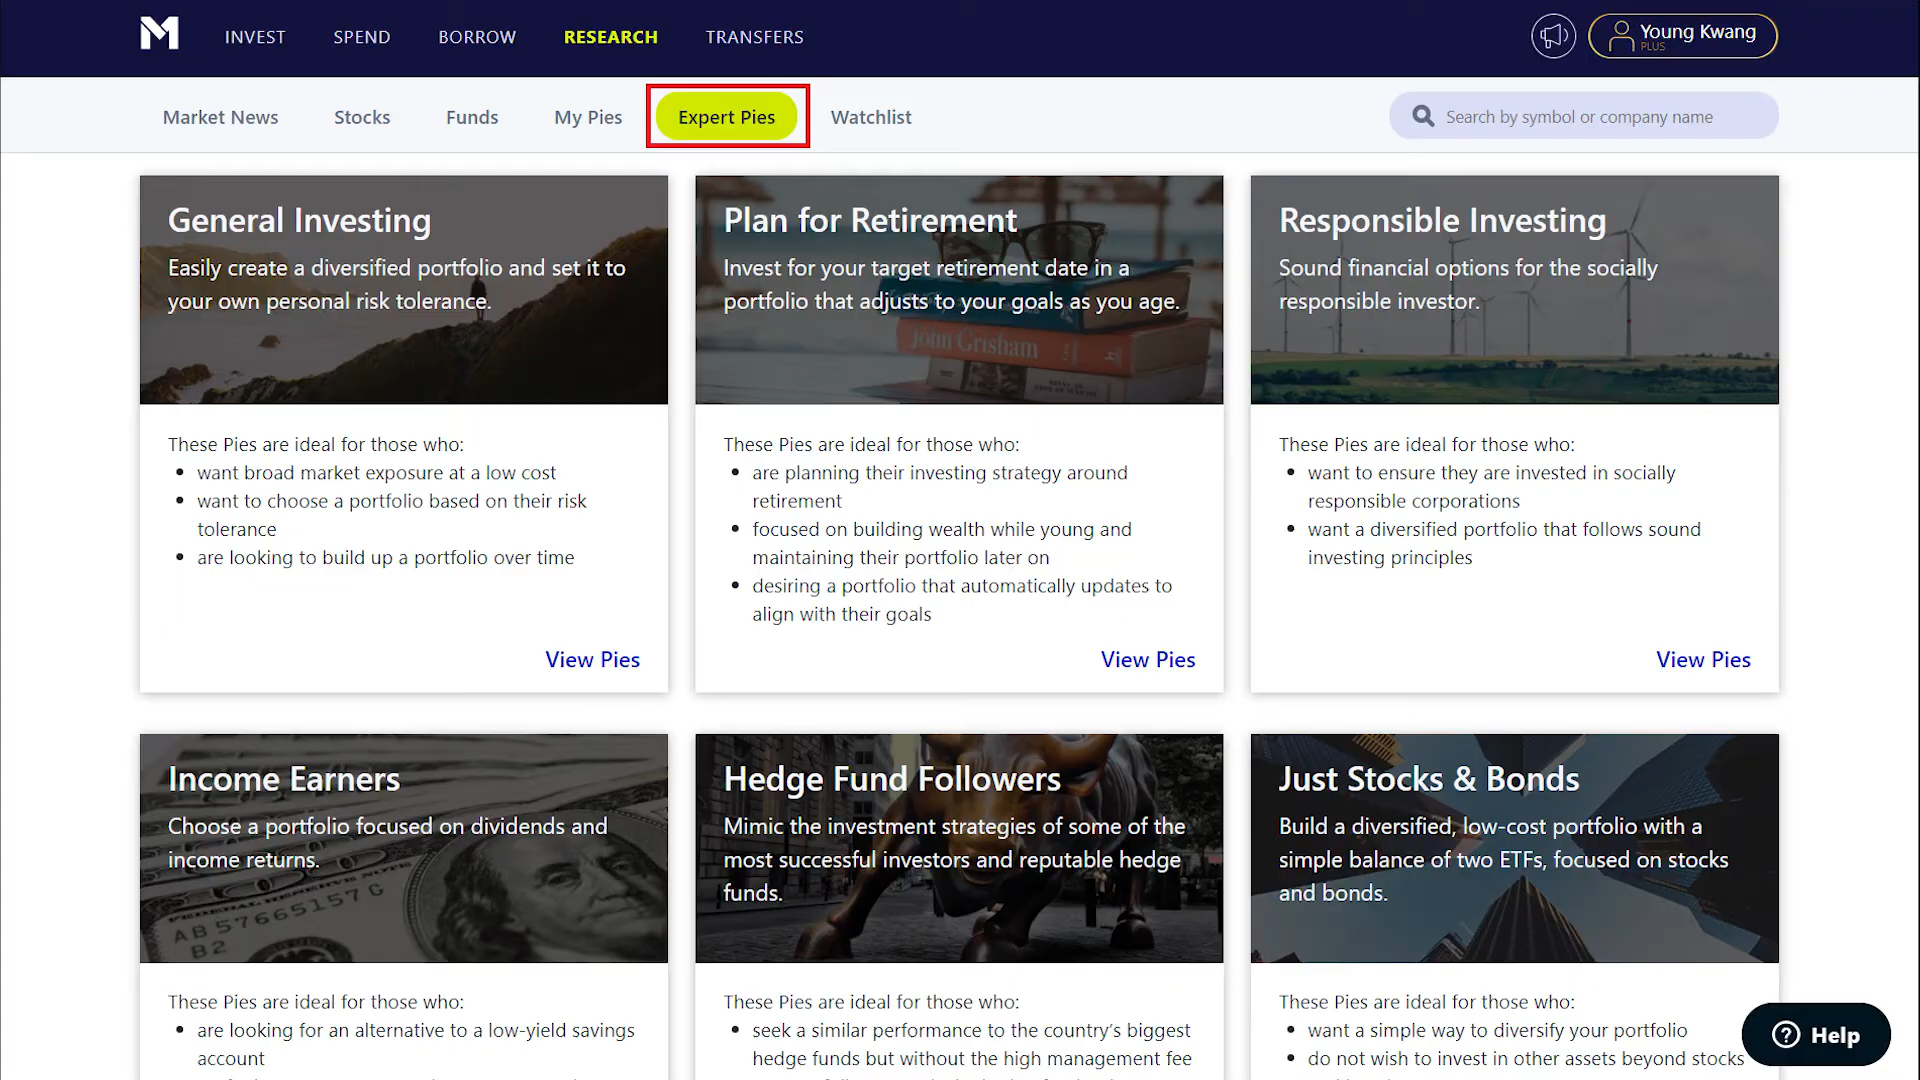 M
INVEST SPEND BORROW RESEARCH TRANSFERS
Young Kwang
PLUS
Market News Stocks Funds My Pies Expert Pies Watchlist
Search by symbol or company name
General Investing
Easily create a diversified portfolio and set it to
your own personal risk tolerance.
These Pies are ideal for those who:
• want broad market exposure at a low cost
• want to choose a portfolio based on their risk
tolerance
• are looking to build up a portfolio over time
View Pies
Plan for Retirement
Invest for your target retirement date in a
portfolio that adjusts to your goals as you age.
John Grisham
These Pies are ideal for those who:
• are planning their investing strategy around
retirement
• focused on building wealth while young and
maintaining their portfolio later on
• desiring a portfolio that automatically updates to
align with their goals
View Pies
Responsible Investing
Sound financial options for the socially
responsible investor.
These Pies are ideal for those who:
• want to ensure they are invested in socially
responsible corporations
• want a diversified portfolio that follows sound
investing principles
View Pies
Income Earners
Choose a portfolio focused on dividends and
income returns.
AB 57665157 G
B2
These Pies are ideal for those who:
• are looking for an alternative to a low-yield savings
account
Hedge Fund Followers
Mimic the investment strategies of some of the
most successful investors and reputable hedge
funds.
These Pies are ideal for those who:
• seek a similar performance to the country’s biggest
hedge funds but without the high management fee
Just Stocks & Bonds
Build a diversified, low-cost portfolio with a
simple balance of two ETFs, focused on stocks
and bonds.
These Pies are ideal for those who:
• want a simple way to diversify your portfolio
• do not wish to invest in other assets beyond stocks
Help